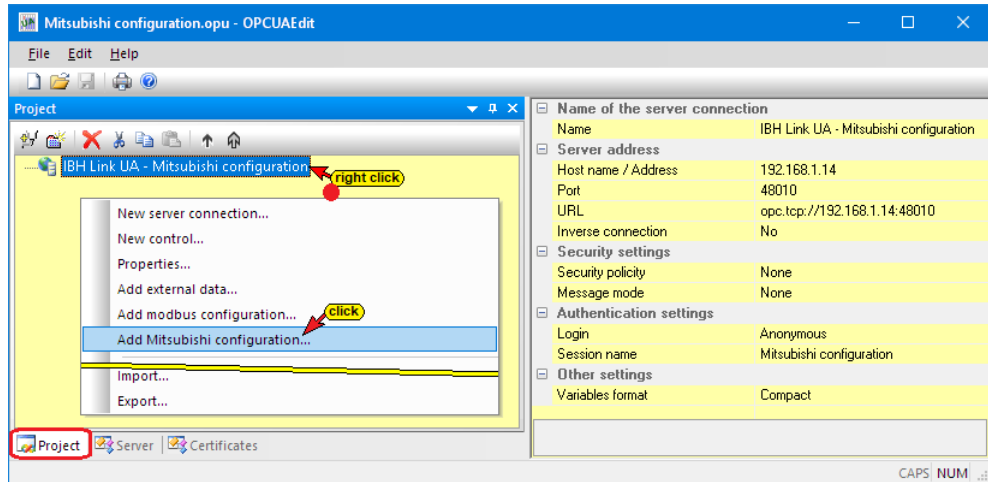 Mitsubishi configuration.opu - OPCUAEdit
File Edit Help
Project
IBH Link UA - Mitsubishi configuration
right click
New server connection...
New control...
Properties...
Add external data...
Add modbus configuration...
click
Add Mitsubishi configuration...
Import...
Export...
Project Server Certificates
Name of the server connection
Name IBH Link UA - Mitsubishi configuration
Server address
Host name / Address 192.168.1.14
Port 48010
URL opc.tcp://192.168.1.14:48010
Inverse connection No
Security settings
Security policity None
Message mode None
Authentication settings
Login Anonymous
Session name Mitsubishi configuration
Other settings
Variables format Compact
CAPS NUM